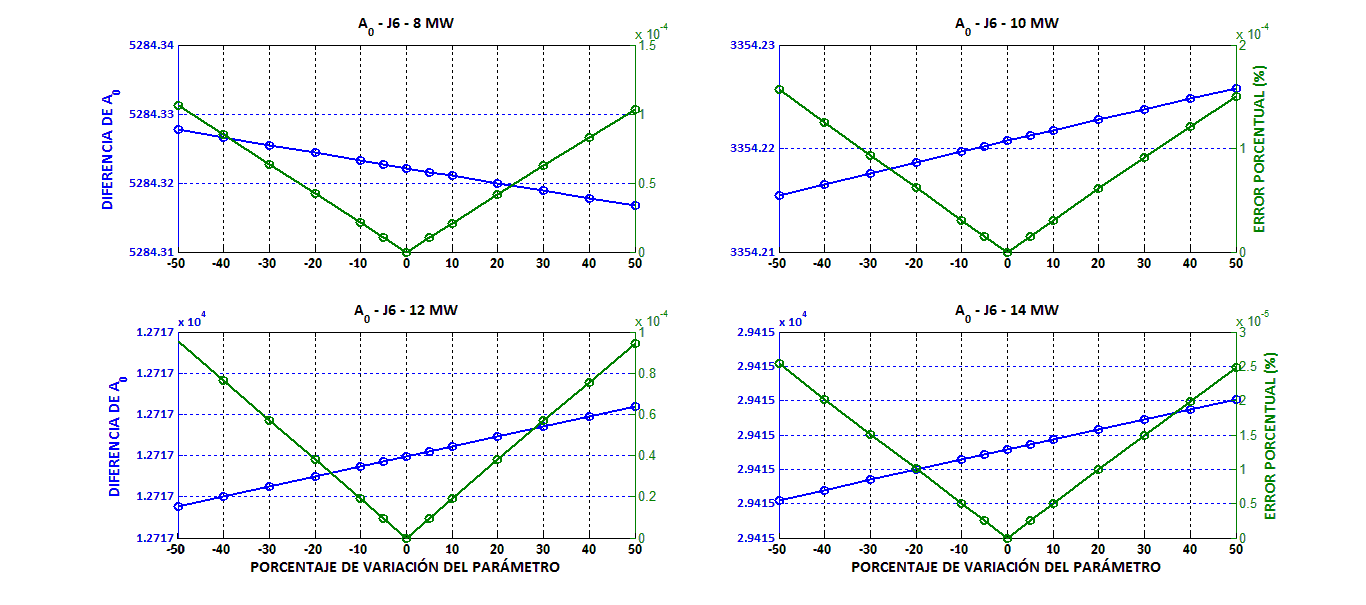 A0 - J6 - 8 MW
x 10-4
5284.34
5284.33
5284.32
5284.31
1.5
1
0.5
0
DIFERENCIA DE A0
-50 -40 -30 -20 -10 0 10 20 30 40 50
A0 - J6 - 10 MW
x 10-4
3354.23
3354.22
3354.21
2
1
0
ERROR PORCENTUAL (%)
-50 -40 -30 -20 -10 0 10 20 30 40 50
A0 - J6 - 12 MW
x 104
x 10-4
1.2717
1.2717
1.2717
1.2717
1.2717
1.2717
1
0.8
0.6
0.4
0.2
0
DIFERENCIA DE A0
-50 -40 -30 -20 -10 0 10 20 30 40 50
PORCENTAJE DE VARIACIÓN DEL PARÁMETRO
A0 - J6 - 14 MW
x 104
x 10-5
2.9415
2.9415
2.9415
2.9415
2.9415
2.9415
2.9415
3
2.5
2
1.5
1
0.5
0
ERROR PORCENTUAL (%)
-50 -40 -30 -20 -10 0 10 20 30 40 50
PORCENTAJE DE VARIACIÓN DEL PARÁMETRO